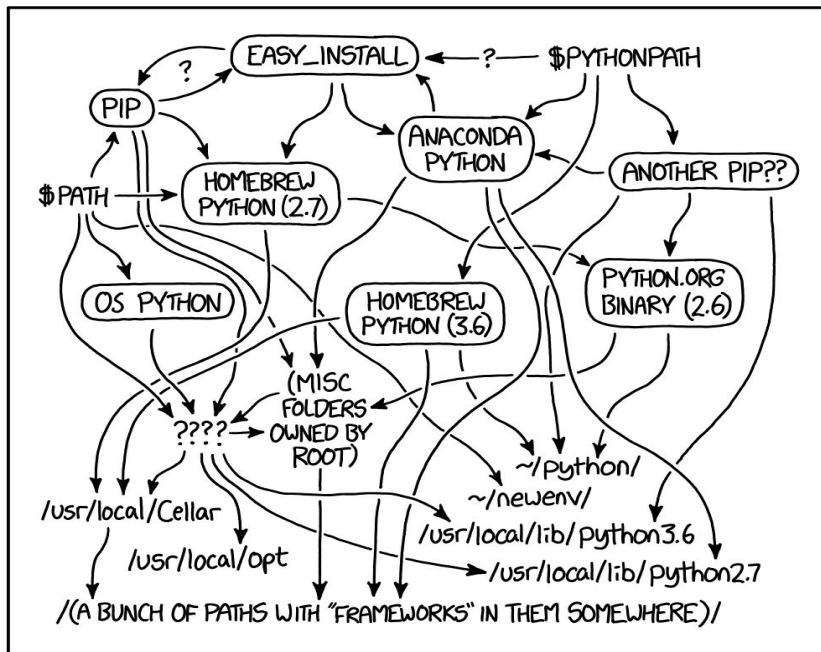 EASY_INSTALL
?
$PYTHONPATH
?
PIP
ANACONDA
PYTHON
ANOTHER PIP??
HOMEBREW
PYTHON (2.7)
$PATH
OS PYTHON
HOMEBREW
PYTHON (3.6)
PYTHON.ORG
BINARY (2.6)
(MISC
FOLDERS
OWNED BY
ROOT)
????
~/python/
~/newenv/
/usr/local/Cellar
/usr/local/opt
/usr/local/lib/python3.6
/usr/local/lib/python2.7
/(A BUNCH OF PATHS WITH "FRAMEWORKS" IN THEM SOMEWHERE)/